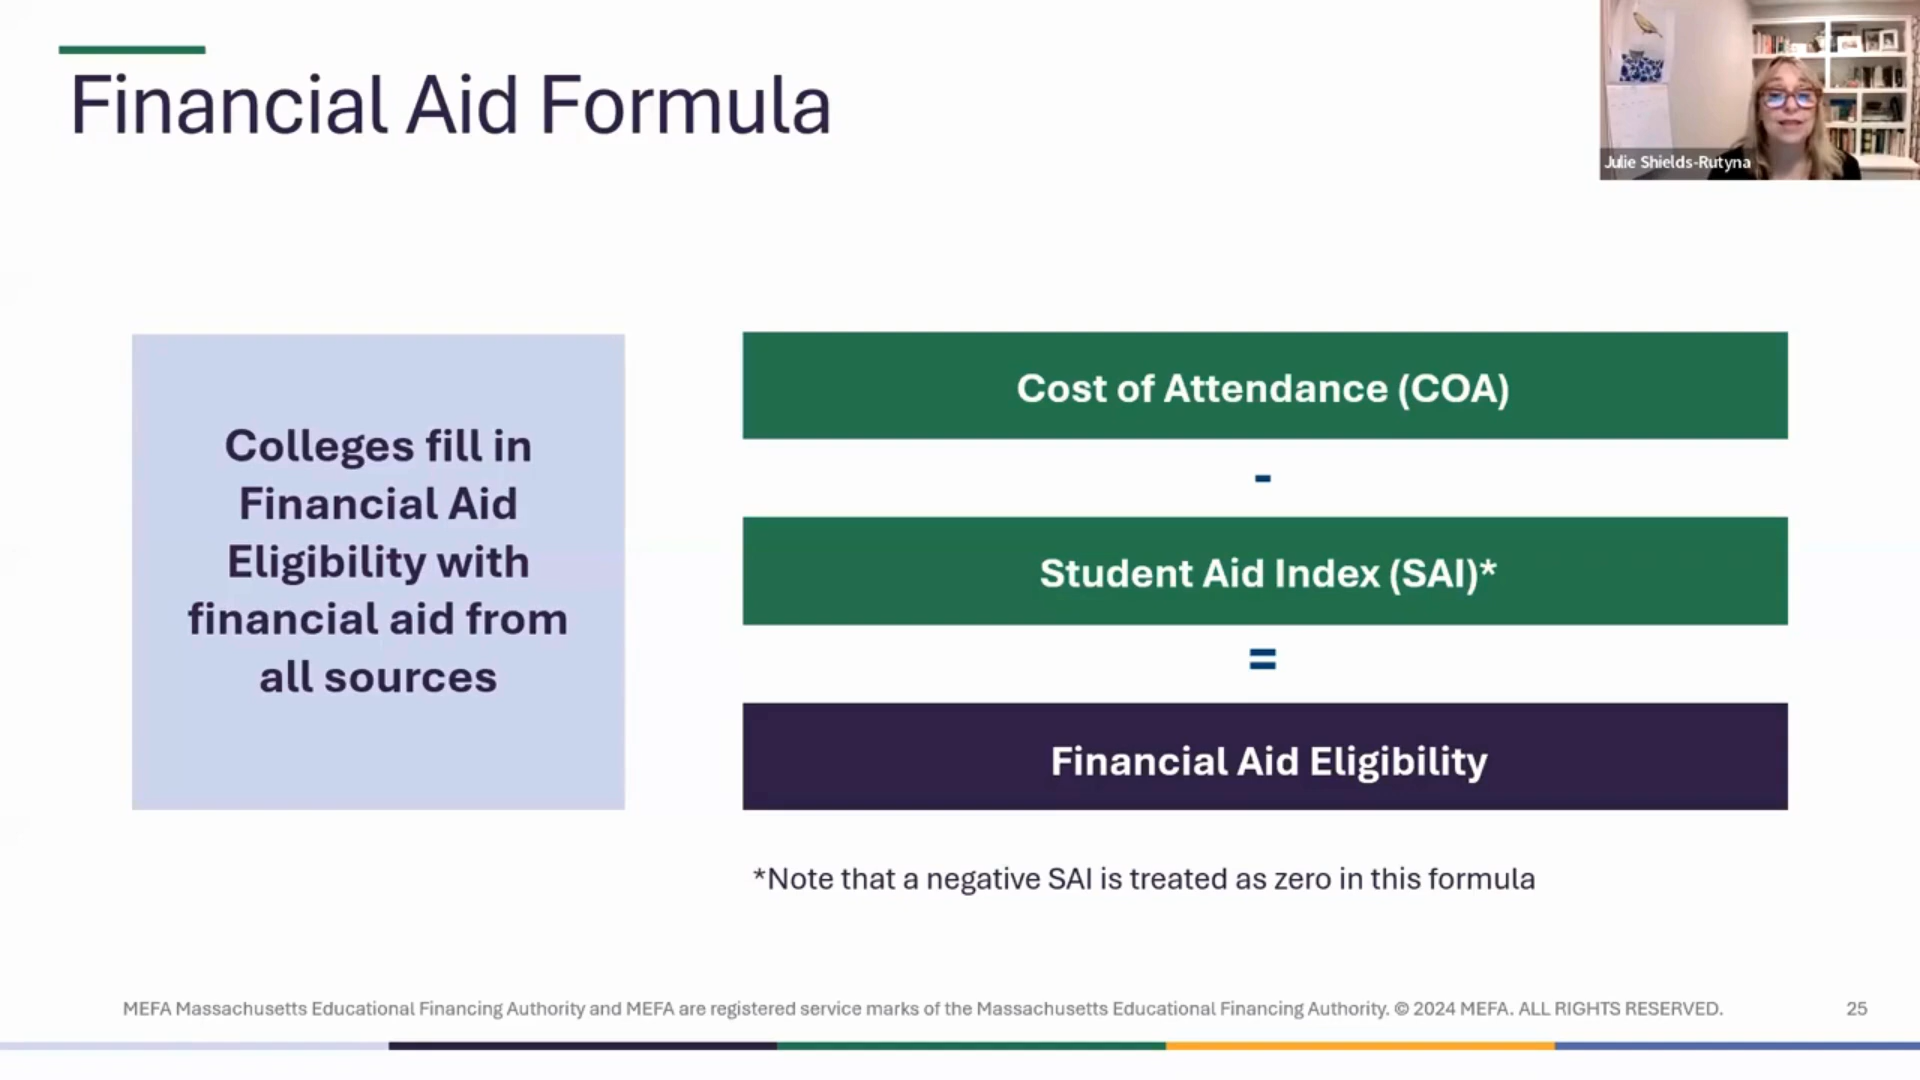 Financial Aid Formula
Julie Shields-Rutyna
Colleges fill in
Financial Aid
Eligibility with
financial aid from
all sources
Cost of Attendance (COA)
-
Student Aid Index (SAI)*
=
Financial Aid Eligibility
*Note that a negative SAI is treated as zero in this formula
MEFA Massachusetts Educational Financing Authority and MEFA are registered service marks of the Massachusetts Educational Financing Authority. © 2024 MEFA. ALL RIGHTS RESERVED.
25